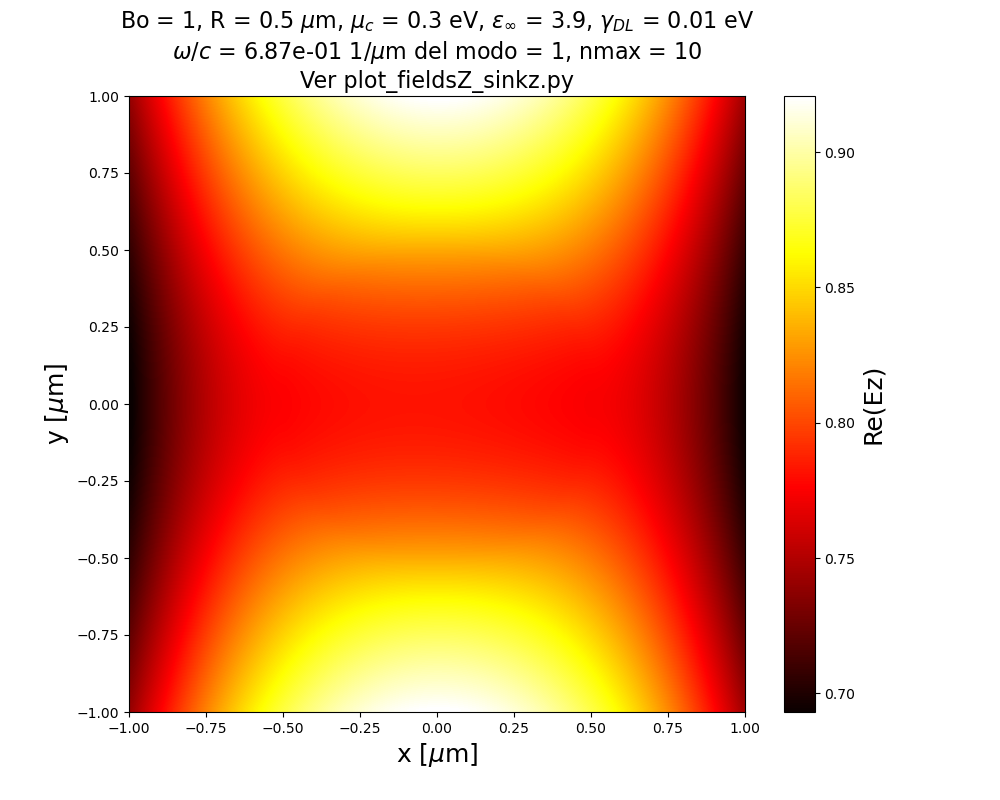 Bo = 1, R = 0.5 μm, μ_c = 0.3 eV, ε_∞ = 3.9, γ_DL = 0.01 eV
ω/c = 6.87e-01 1/μm del modo = 1, nmax = 10
Ver plot_fieldsZ_sinkz.py
1.00
0.75
0.50
0.25
0.00
−0.25
−0.50
−0.75
−1.00
y [μm]
−1.00 −0.75 −0.50 −0.25 0.00 0.25 0.50 0.75 1.00
x [μm]
0.90
0.85
0.80
0.75
0.70
Re(Ez)